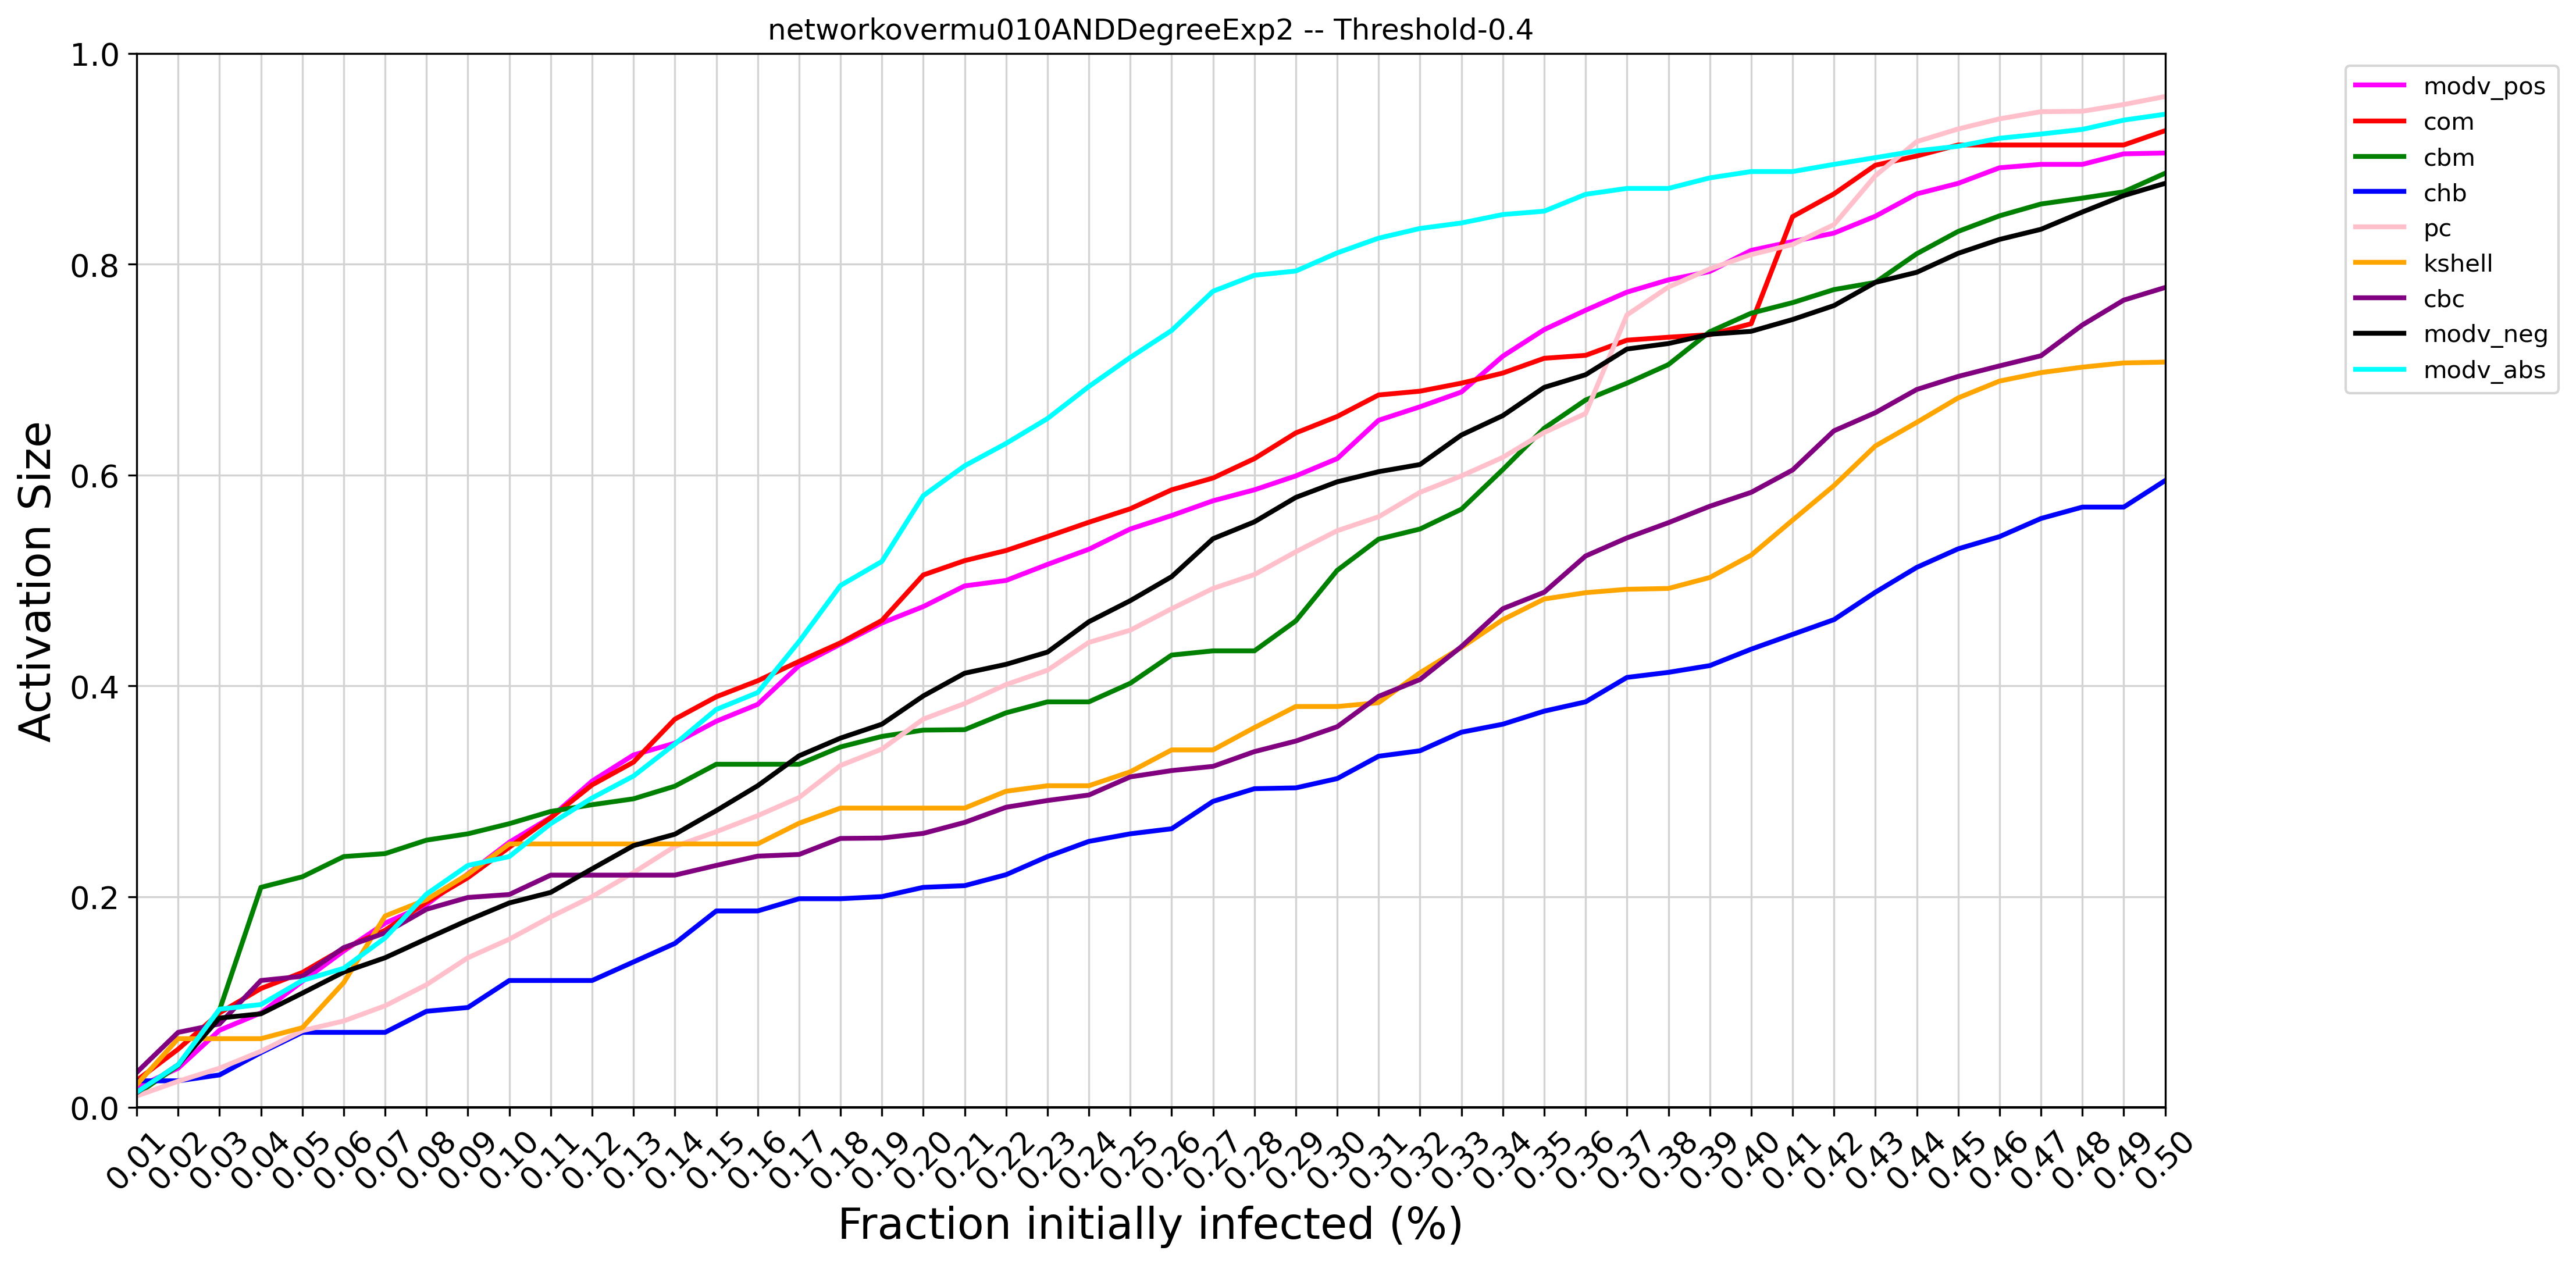 networkovermu010ANDDegreeExp2 -- Threshold-0.4
1.0
0.8
0.6
0.4
0.2
0.0
Activation Size
0.01 0.02 0.03 0.04 0.05 0.06 0.07 0.08 0.09 0.10 0.11 0.12 0.13 0.14 0.15 0.16 0.17 0.18 0.19 0.20 0.21 0.22 0.23 0.24 0.25 0.26 0.27 0.28 0.29 0.30 0.31 0.32 0.33 0.34 0.35 0.36 0.37 0.38 0.39 0.40 0.41 0.42 0.43 0.44 0.45 0.46 0.47 0.48 0.49 0.50
Fraction initially infected (%)
modv_pos
com
cbm
chb
pc
kshell
cbc
modv_neg
modv_abs